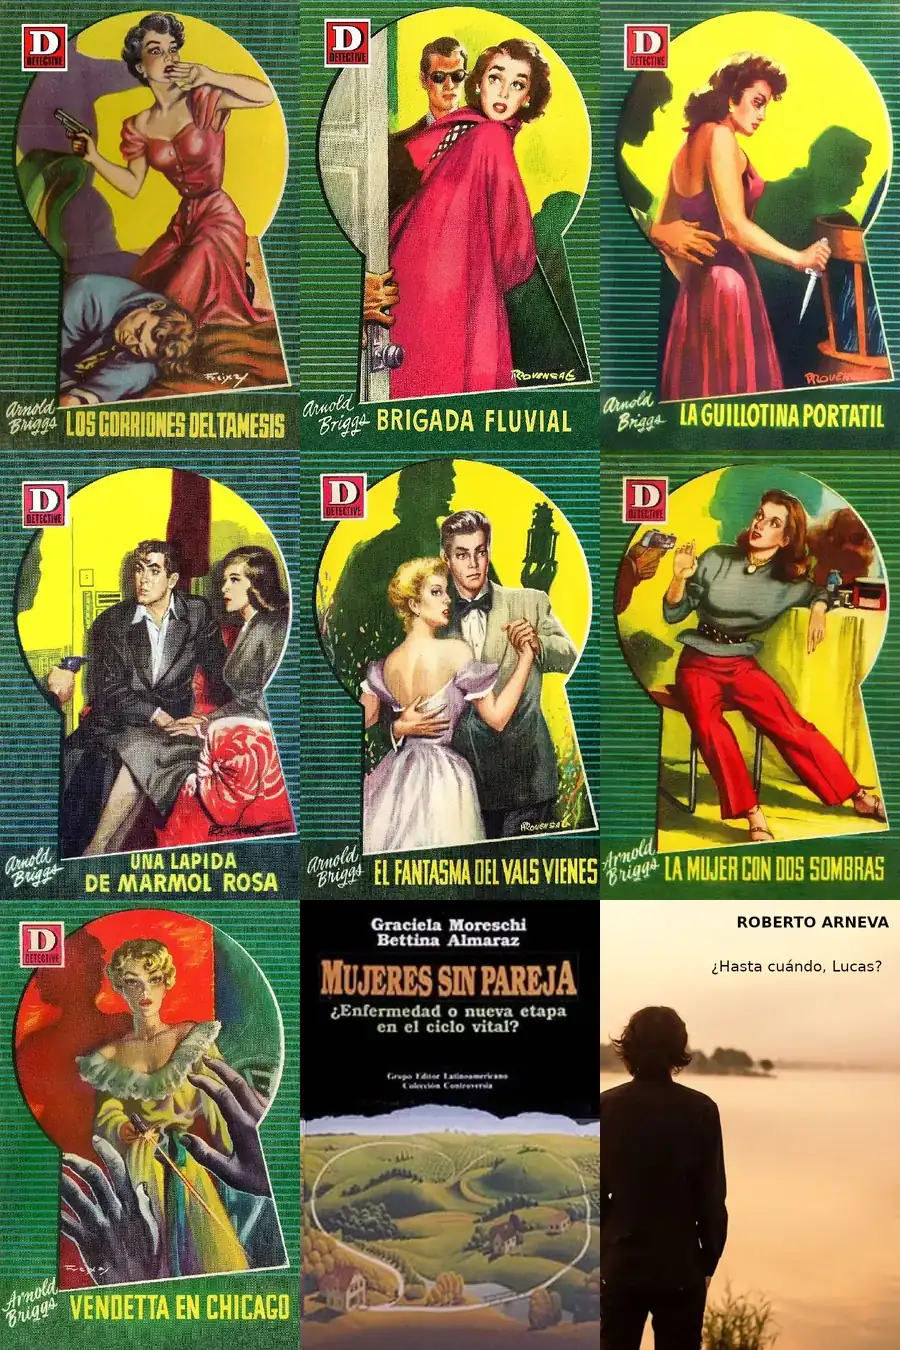 D
DETECTIVE
Freixas
Arnold
Briggs
LOS GORRIONES DEL TAMESIS
D
DETECTIVE
PROVENSAL
Arnold
Briggs
BRIGADA FLUVIAL
D
DETECTIVE
Arnold
Briggs
LA GUILLOTINA PORTATIL
D
DETECTIVE
Arnold
Briggs
UNA LAPIDA
DE MARMOL ROSA
D
DETECTIVE
Arnold
Briggs
EL FANTASMA DEL VALS VIENES
D
DETECTIVE
Arnold
Briggs
LA MUJER CON DOS SOMBRAS
D
DETECTIVE
Arnold
Briggs
VENDETTA EN CHICAGO
Graciela Moreschi
Bettina Almaraz
MUJERES SIN PAREJA
¿Enfermedad o nueva etapa
en el ciclo vital?
Grupo Editor Latinoamericano
Colección Controversia
ROBERTO ARNEVA
¿Hasta cuándo, Lucas?